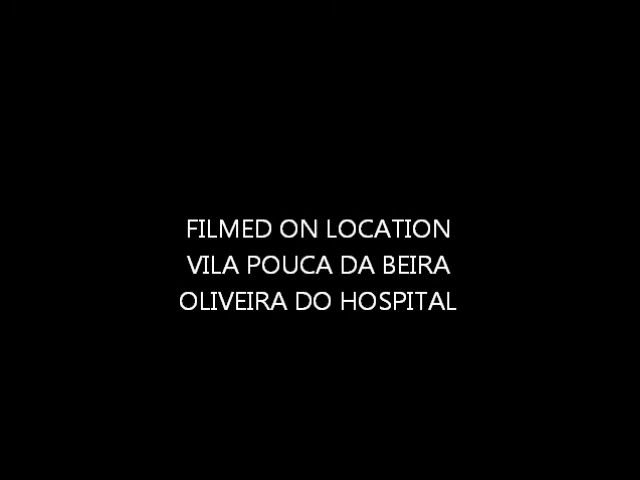 FILMED ON LOCATION
VILA POUCA DA BEIRA
OLIVEIRA DO HOSPITAL